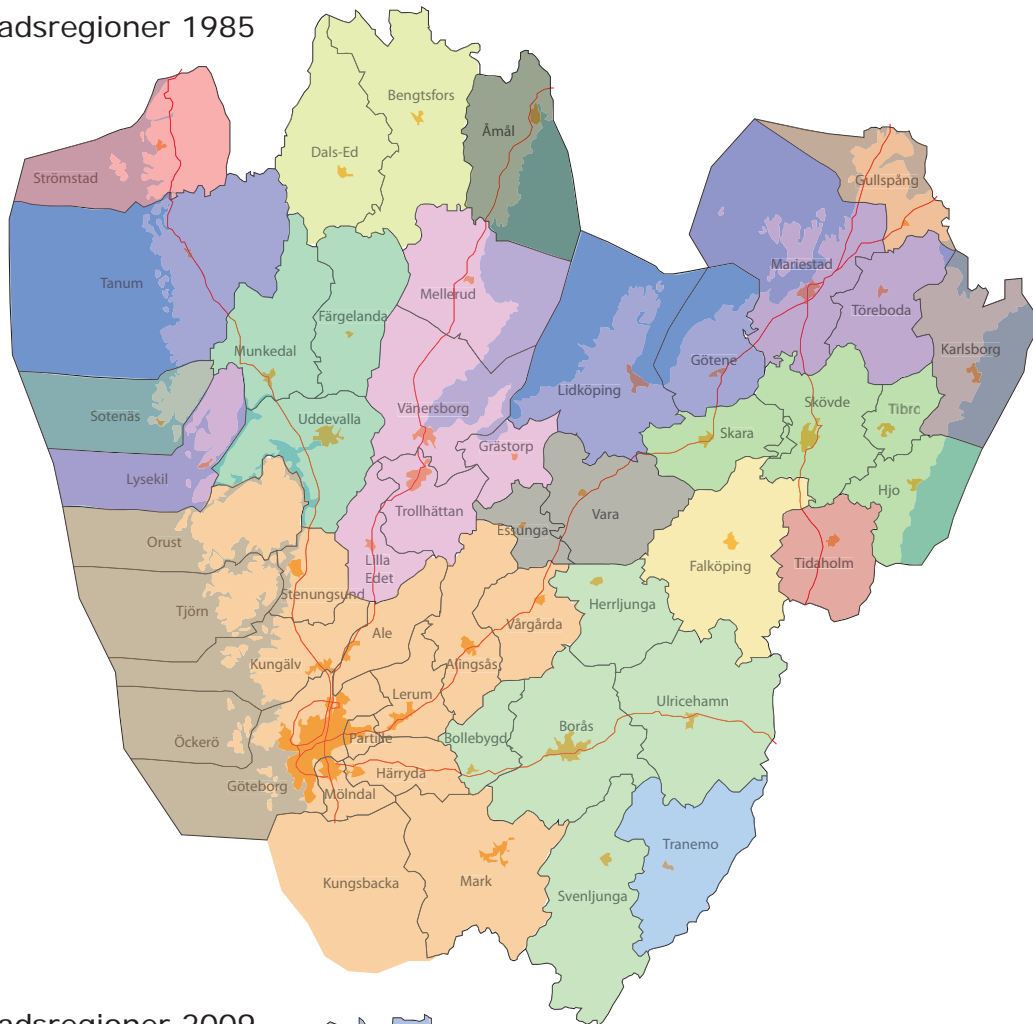 adsregioner 1985
Bengtsfors
Åmål
Dals-Ed
Strömstad
Gullspång
Tanum
Mellerud
Mariestad
Färgelanda
Töreboda
Munkedal
Karlsborg
Götene
Lidköping
Sotenäs
Vänersborg
Skövde
Tibro
Uddevalla
Skara
Grästorp
Lysekil
Hjo
Trollhättan
Vara
Essunga
Orust
Lilla
Edet
Falköping
Tidaholm
Stenungsund
Herrljunga
Tjörn
Vårgårda
Ale
Kungälv
Alingsås
Lerum
Ulricehamn
Borås
Öckerö
Partille
Bollebygd
Härryda
Göteborg
Mölndal
Tranemo
Kungsbacka
Mark
Svenljunga
adsregioner 2009